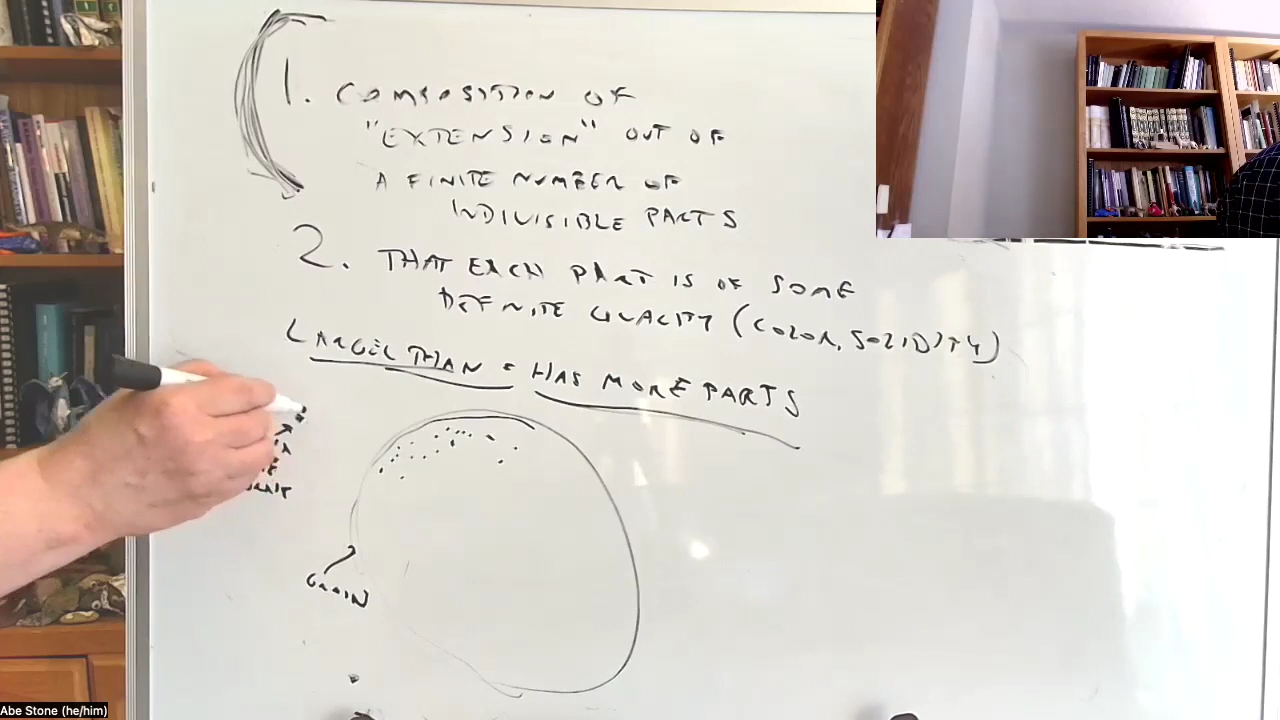 1. COMPOSITION OF
"EXTENSION" OUT OF
A FINITE NUMBER OF
INDIVISIBLE PARTS
2. THAT EACH PART IS OF SOME
DEFINITE QUALITY (COLOR, SOLIDITY)
LARGER THAN = HAS MORE PARTS
GRAIN
Abe Stone (he/him)